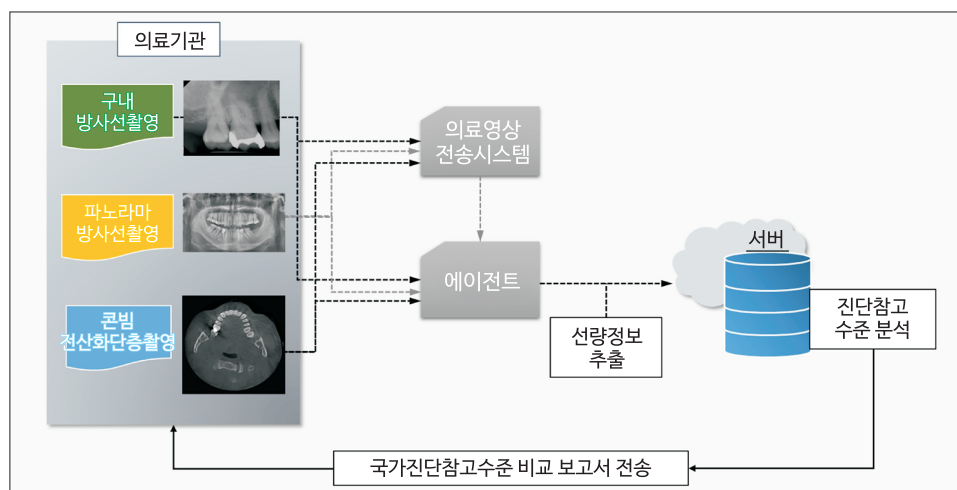 의료기관
구내
방사선촬영
파노라마
방사선촬영
콘빔
전산화단층촬영
의료영상
전송시스템
에이전트
선량정보
추출
서버
진단참고
수준 분석
국가진단참고수준 비교 보고서 전송